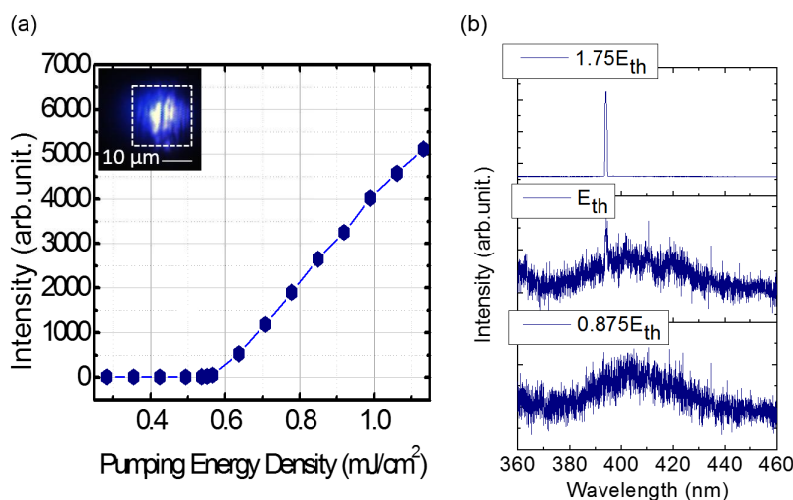 (a)
7000
6000
5000
4000
3000
2000
1000
0
Intensity (arb.unit.)
10 µm
0.4 0.6 0.8 1.0
Pumping Energy Density (mJ/cm²)
(b)
1.75Eth
Eth
0.875Eth
Intensity (arb.unit.)
360 380 400 420 440 460
Wavelength (nm)